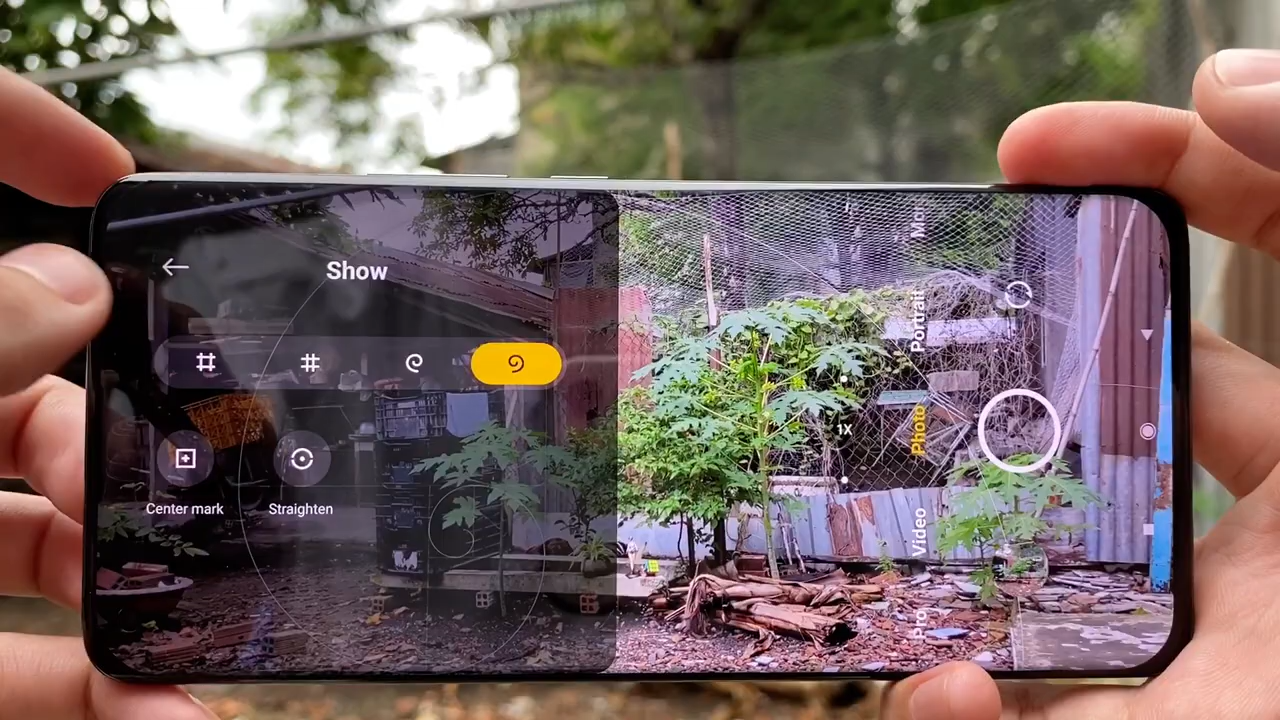 Show
Center mark
Straighten
Portrait
1X
Photo
Video
Pro